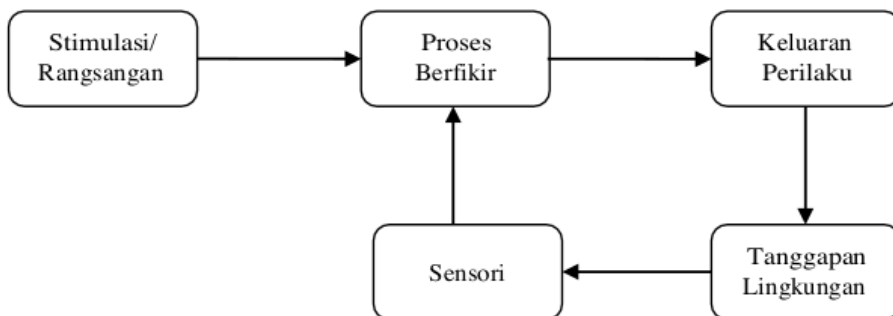 Stimulasi/
Rangsangan
Proses
Berfikir
Keluaran
Perilaku
Sensori
Tanggapan
Lingkungan